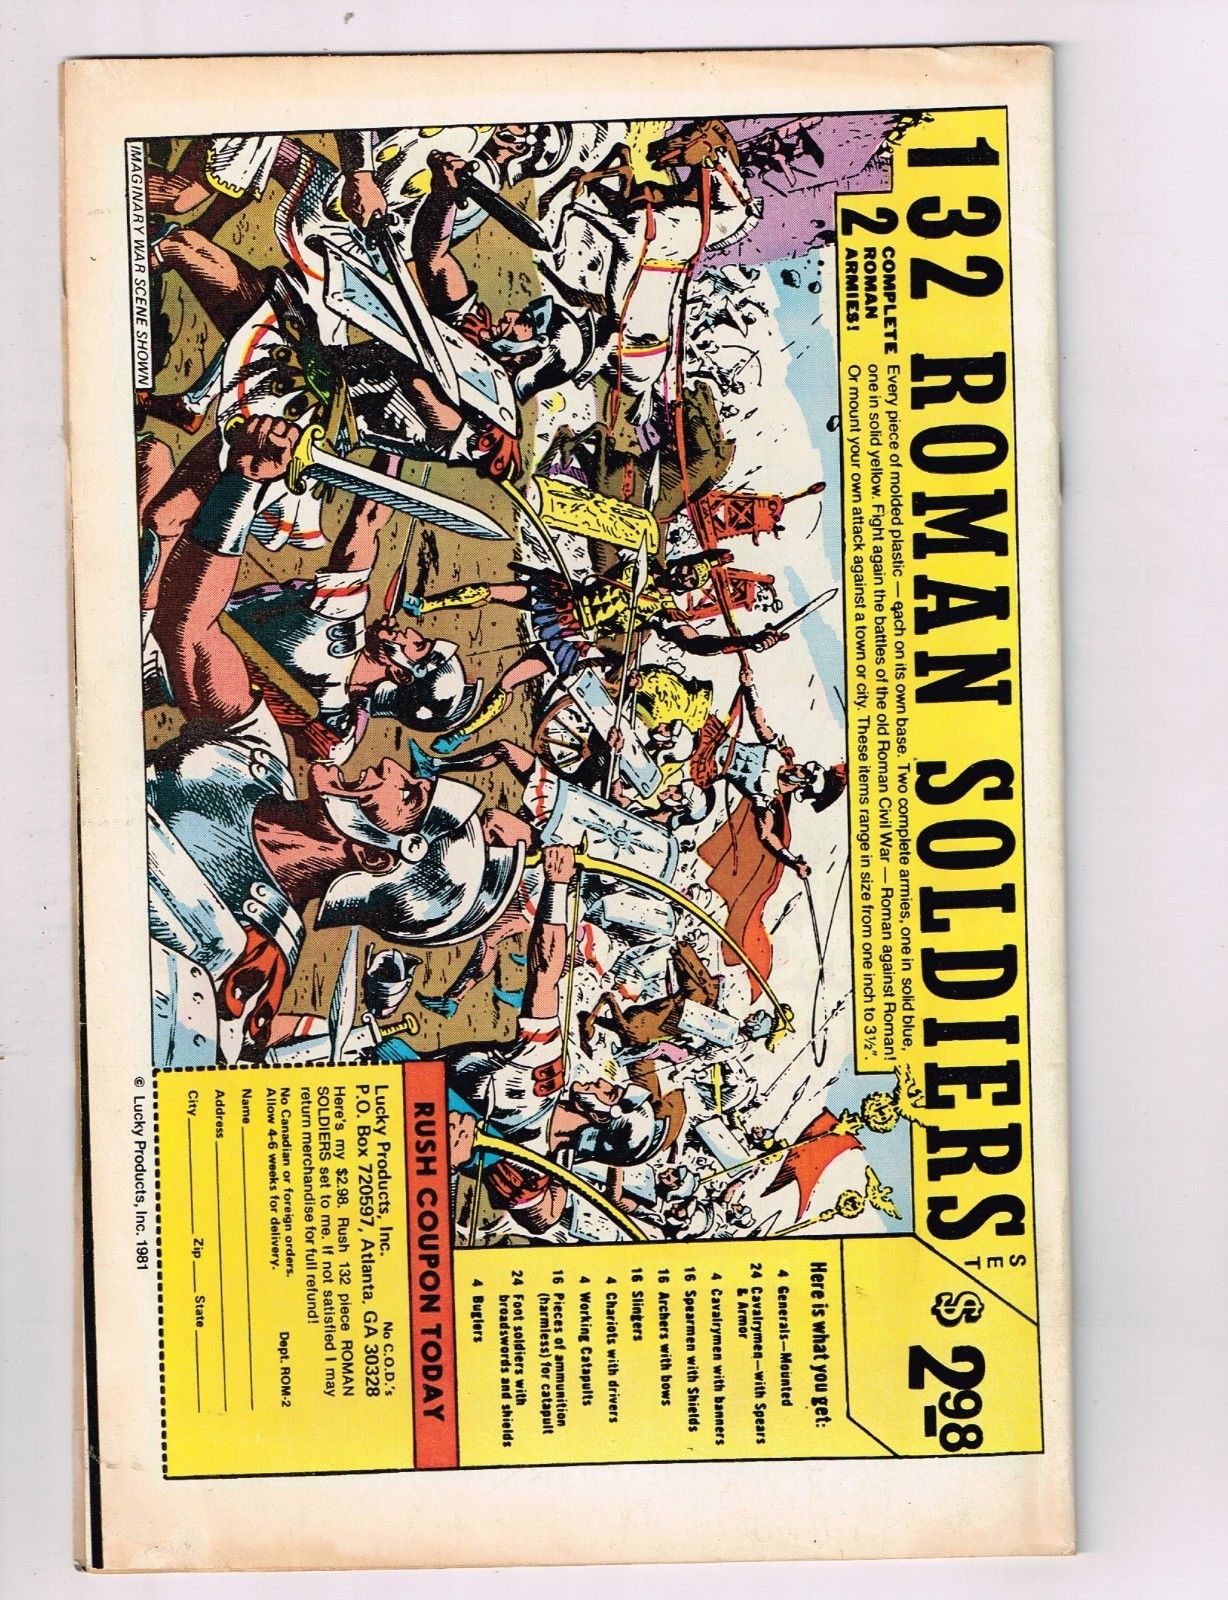 132 ROMAN SOLDIERS SET $2.98
2 COMPLETE ROMAN ARMIES!
Every piece of molded plastic — each on its own base. Two complete armies, one in solid blue,
one in solid yellow. Fight again the battles of the old Roman Civil War — Roman against Roman!
Or mount your own attack against a town or city. These items range in size from one inch to 3½".
Here is what you get:
4 Generals—Mounted
24 Cavalrymen—with Spears
& Armor
4 Cavalrymen with banners
16 Spearmen with Shields
16 Archers with bows
16 Slingers
4 Chariots with drivers
4 Working Catapults
16 Pieces of ammunition
(harmless) for catapult
24 Foot soldiers with
broadswords and shields
4 Buglers
RUSH COUPON TODAY
Lucky Products, Inc. No C.O.D.'s
P.O. Box 720597, Atlanta, GA 30328
Here's my $2.98. Rush 132 piece ROMAN
SOLDIERS set to me. If not satisfied I may
return merchandise for full refund!
No Canadian or foreign orders.
Allow 4-6 weeks for delivery. Dept. ROM-2
Name
Address
City Zip State
IMAGINARY WAR SCENE SHOWN
© Lucky Products, Inc. 1981